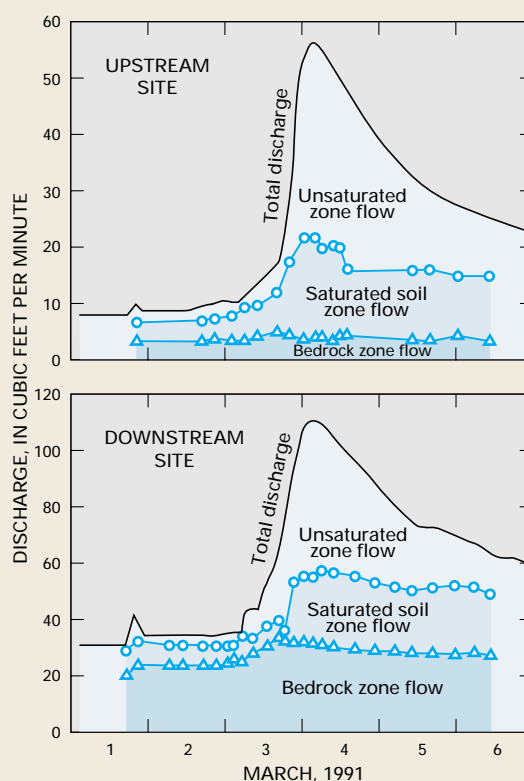 UPSTREAM
SITE
Total discharge
Unsaturated
zone flow
Saturated soil
zone flow
Bedrock zone flow
60
50
40
30
20
10
0
DISCHARGE, IN CUBIC FEET PER MINUTE
DOWNSTREAM
SITE
Total discharge
Unsaturated
zone flow
Saturated soil
zone flow
Bedrock zone flow
120
100
80
60
40
20
0
1 2 3 4 5 6
MARCH, 1991